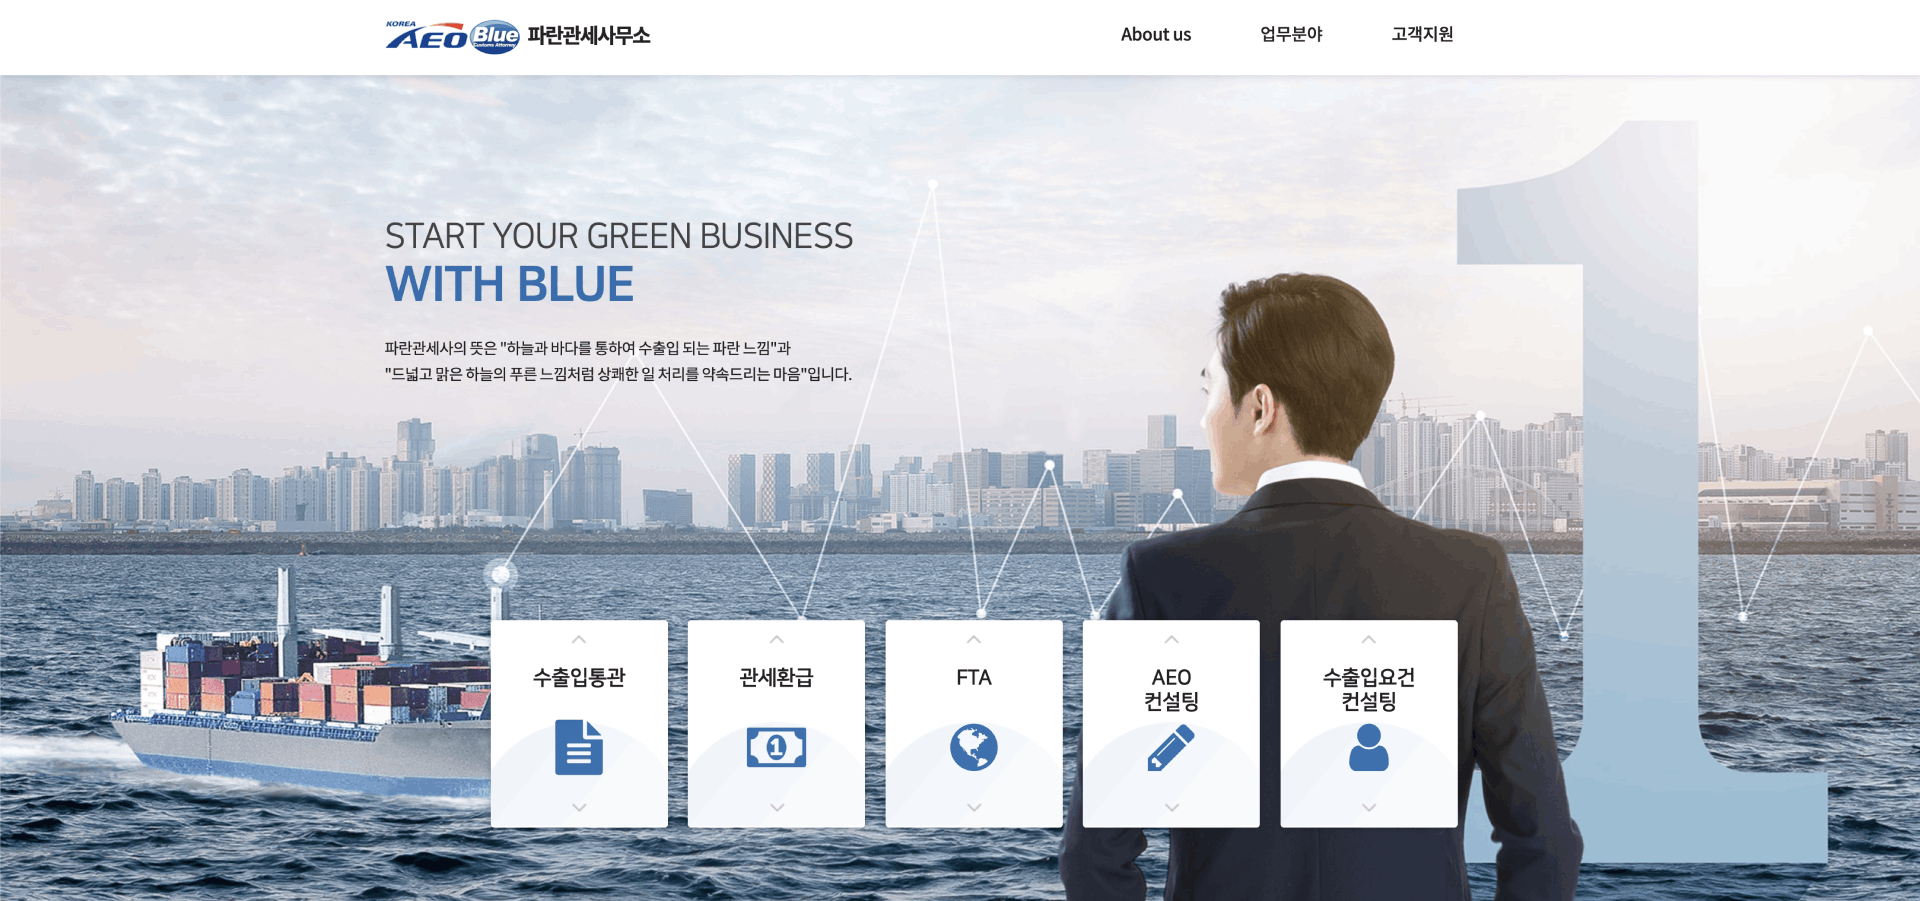 KOREA
AEO Blue 파란관세사무소
Customs Attorney
About us
업무분야
고객지원
START YOUR GREEN BUSINESS
WITH BLUE
파란관세사의 뜻은 "하늘과 바다를 통하여 수출입 되는 파란 느낌"과
"드넓고 맑은 하늘의 푸른 느낌처럼 상쾌한 일 처리를 약속드리는 마음"입니다.
1
수출입통관
관세환급
1
FTA
AEO
컨설팅
수출입요건
컨설팅